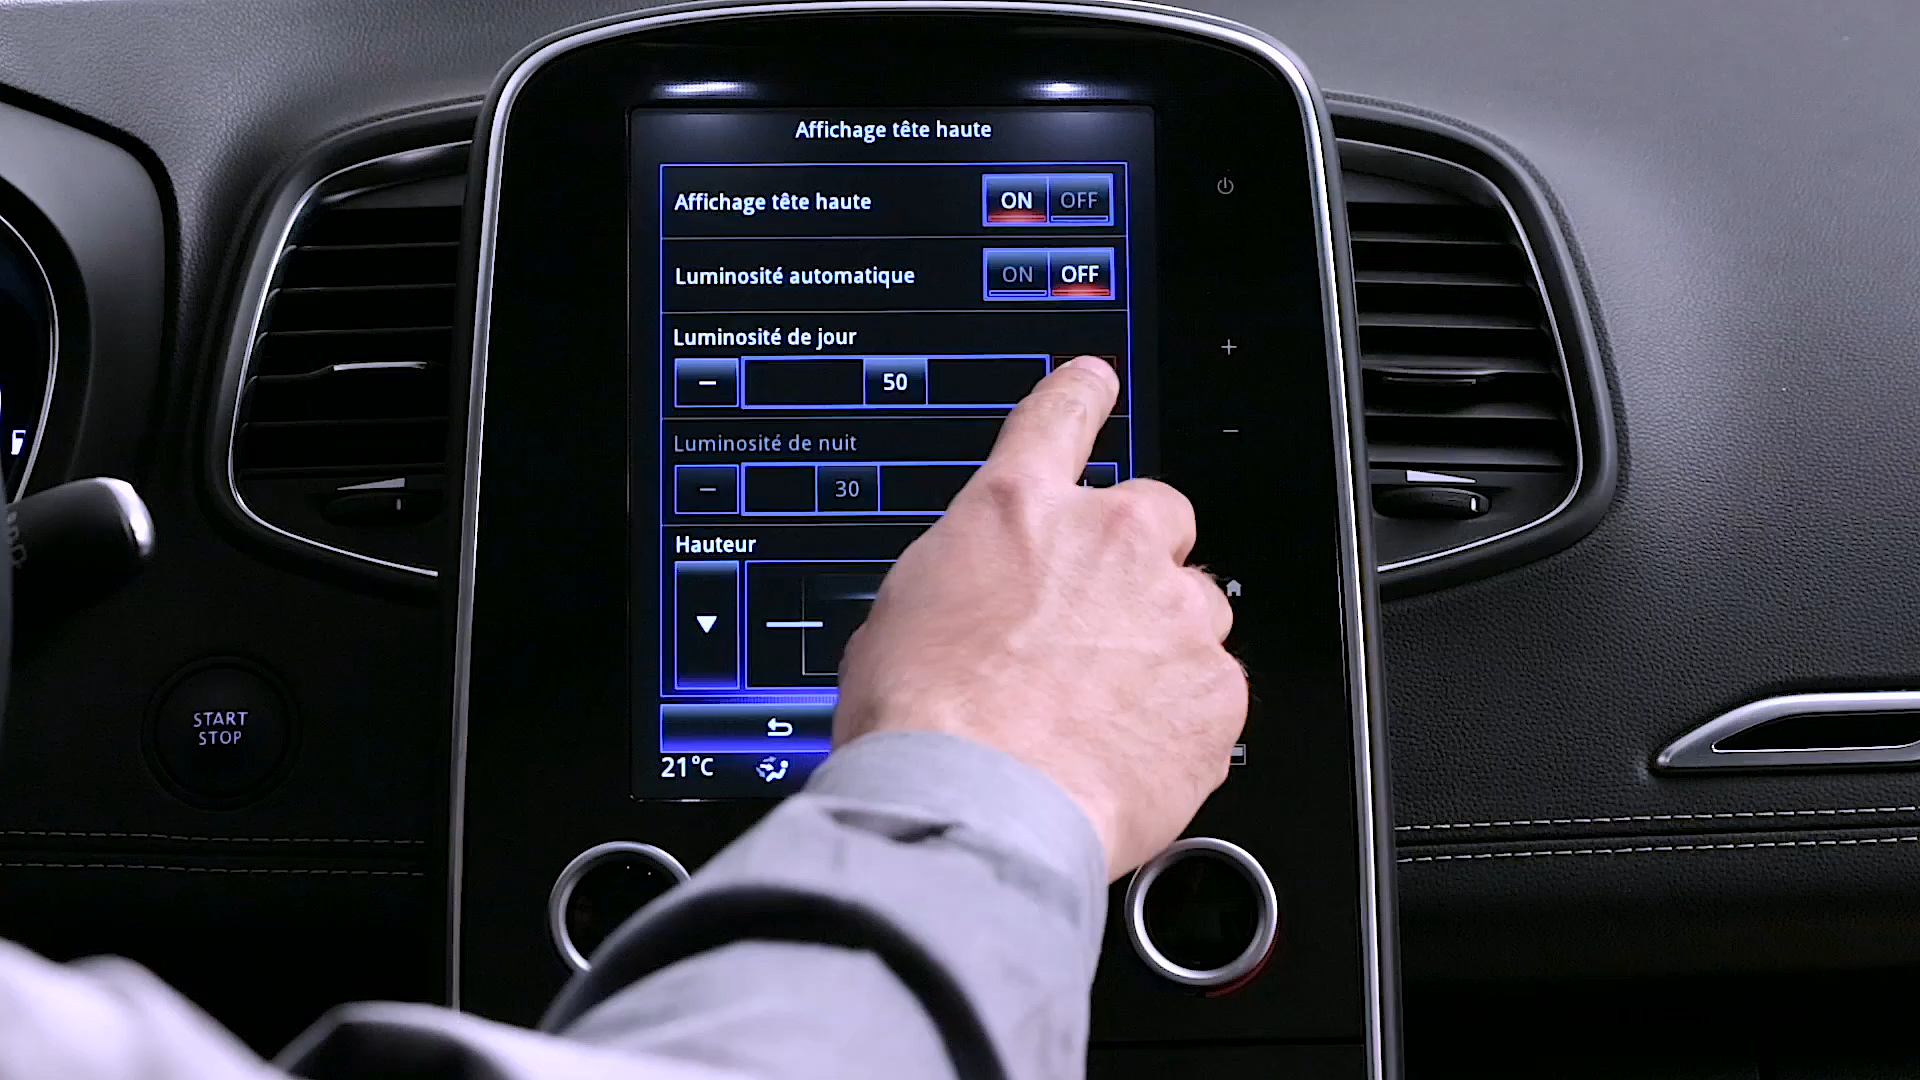 Affichage tête haute
Affichage tête haute ON OFF
Luminosité automatique ON OFF
Luminosité de jour
− 50
Luminosité de nuit
− 30 +
Hauteur
21°C
START
STOP
+
−